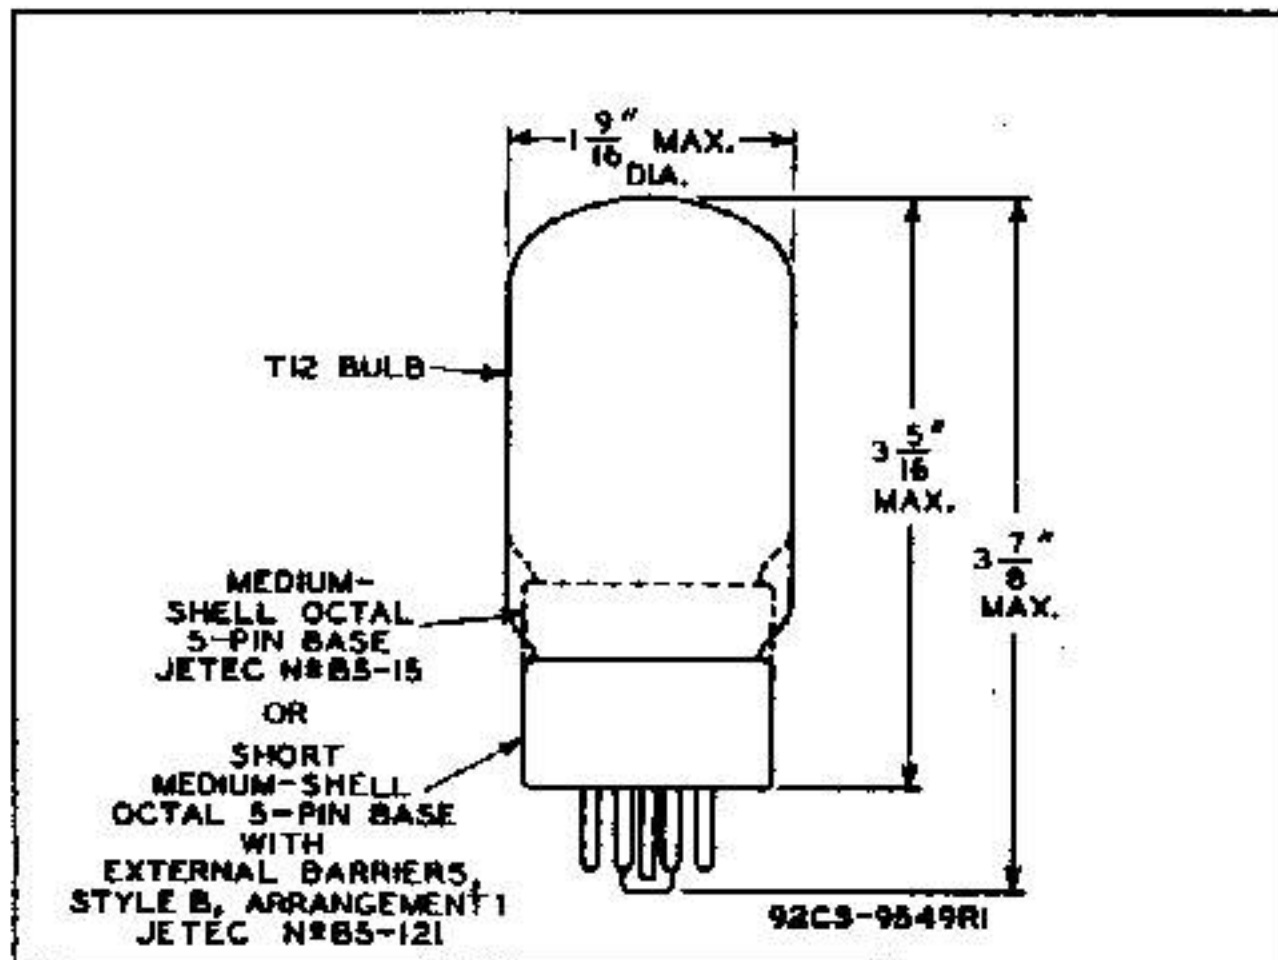 1 9/16" MAX.
DIA.
T12 BULB
3 5/16"
MAX.
3 7/8"
MAX.
MEDIUM-
SHELL OCTAL
5-PIN BASE
JETEC Nº B5-15
OR
SHORT
MEDIUM-SHELL
OCTAL 5-PIN BASE
WITH
EXTERNAL BARRIERS,
STYLE B, ARRANGEMENT 1
JETEC Nº B5-121
92CS-9549R1